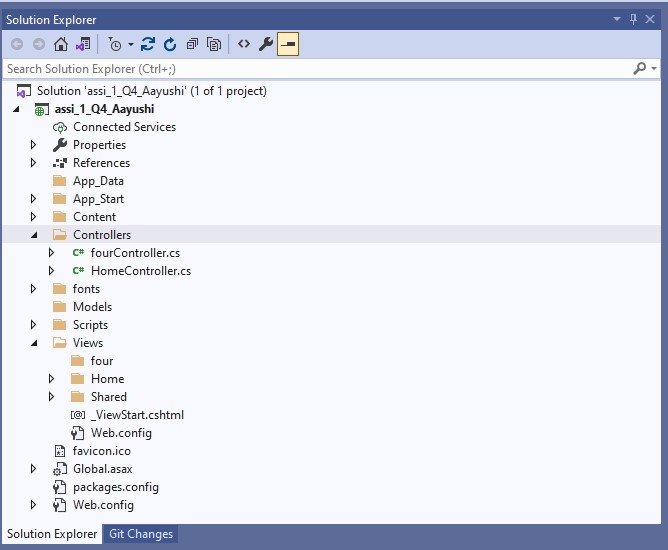 Solution Explorer
Search Solution Explorer (Ctrl+;)
Solution 'assi_1_Q4_Aayushi' (1 of 1 project)
assi_1_Q4_Aayushi
Connected Services
Properties
References
App_Data
App_Start
Content
Controllers
C# fourController.cs
C# HomeController.cs
fonts
Models
Scripts
Views
four
Home
Shared
[@] _ViewStart.cshtml
Web.config
favicon.ico
Global.asax
packages.config
Web.config
Solution Explorer Git Changes